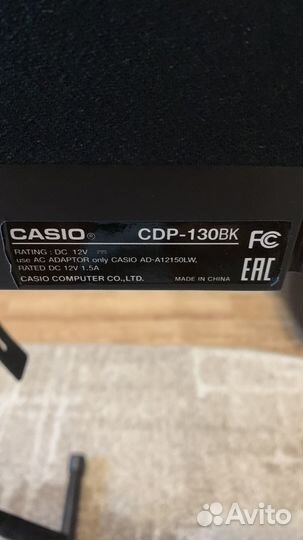 CASIO® CDP-130BK FC
RATING : DC 12V ⎓
use AC ADAPTOR only CASIO AD-A12150LW,
RATED DC 12V 1.5A
CASIO COMPUTER CO.,LTD. MADE IN CHINA
EAC
Avito